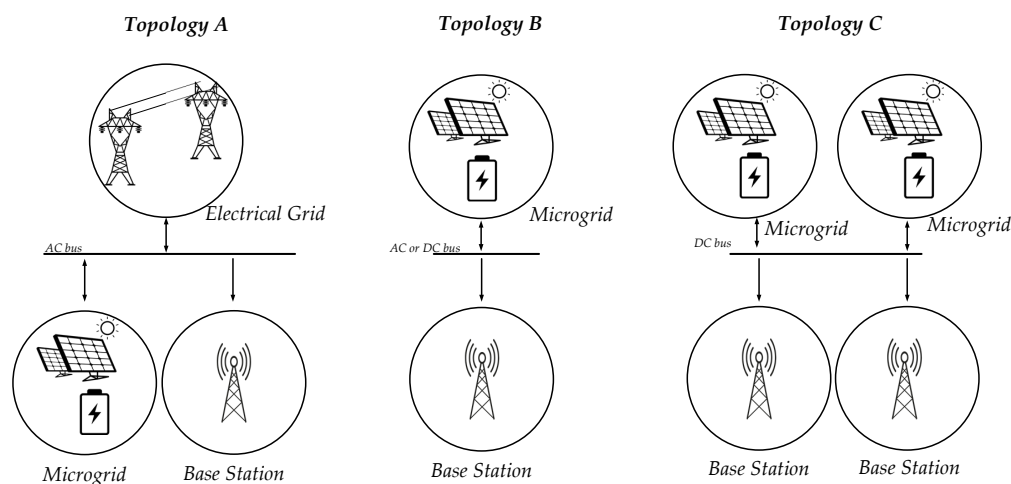 Topology A
Topology B
Topology C
Electrical Grid
Microgrid
Microgrid
Microgrid
AC bus
AC or DC bus
DC bus
Microgrid
Base Station
Base Station
Base Station
Base Station